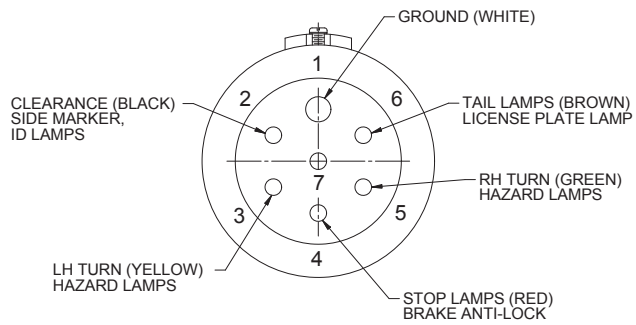 GROUND (WHITE)
1
2
6
CLEARANCE (BLACK)
SIDE MARKER,
ID LAMPS
TAIL LAMPS (BROWN)
LICENSE PLATE LAMP
7
RH TURN (GREEN)
HAZARD LAMPS
3
5
4
LH TURN (YELLOW)
HAZARD LAMPS
STOP LAMPS (RED)
BRAKE ANTI-LOCK